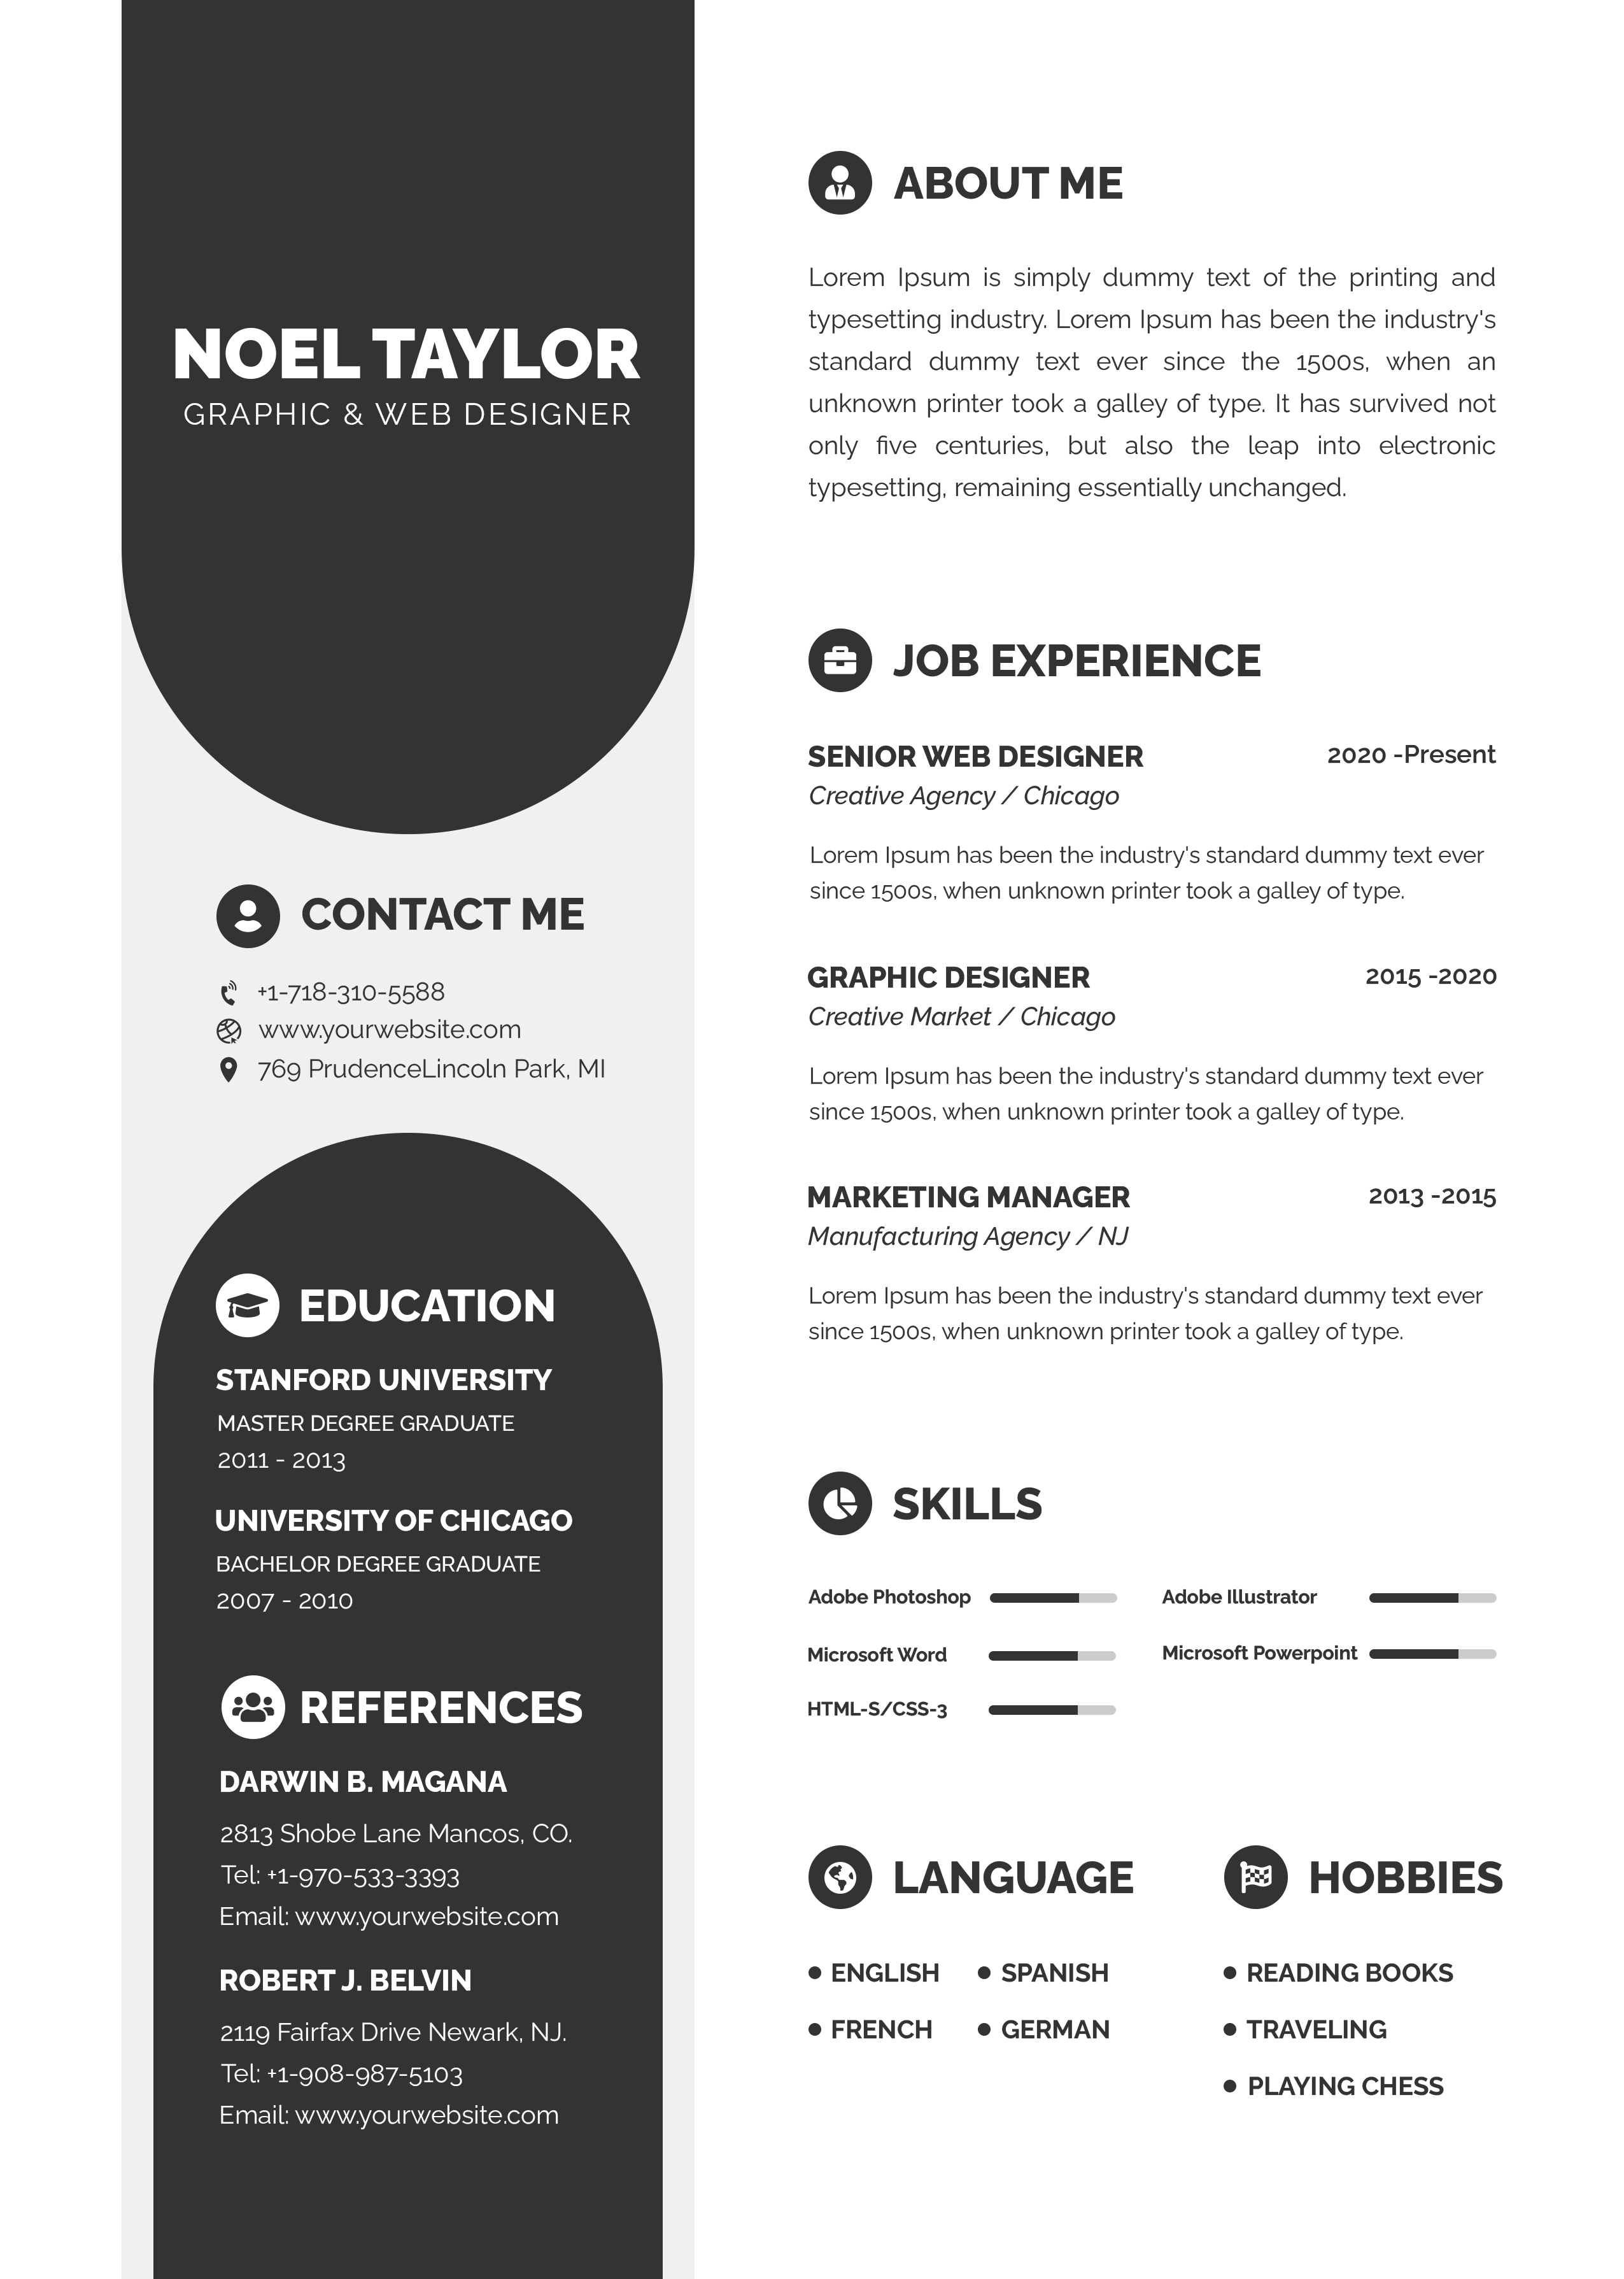 NOEL TAYLOR
GRAPHIC & WEB DESIGNER
CONTACT ME
+1-718-310-5588
www.yourwebsite.com
769 PrudenceLincoln Park, MI
EDUCATION
STANFORD UNIVERSITY
MASTER DEGREE GRADUATE
2011 - 2013
UNIVERSITY OF CHICAGO
BACHELOR DEGREE GRADUATE
2007 - 2010
REFERENCES
DARWIN B. MAGANA
2813 Shobe Lane Mancos, CO.
Tel: +1-970-533-3393
Email: www.yourwebsite.com
ROBERT J. BELVIN
2119 Fairfax Drive Newark, NJ.
Tel: +1-908-987-5103
Email: www.yourwebsite.com
ABOUT ME
Lorem Ipsum is simply dummy text of the printing and
typesetting industry. Lorem Ipsum has been the industry's
standard dummy text ever since the 1500s, when an
unknown printer took a galley of type. It has survived not
only five centuries, but also the leap into electronic
typesetting, remaining essentially unchanged.
JOB EXPERIENCE
SENIOR WEB DESIGNER 2020 -Present
Creative Agency / Chicago
Lorem Ipsum has been the industry's standard dummy text ever
since 1500s, when unknown printer took a galley of type.
GRAPHIC DESIGNER 2015 -2020
Creative Market / Chicago
Lorem Ipsum has been the industry's standard dummy text ever
since 1500s, when unknown printer took a galley of type.
MARKETING MANAGER 2013 -2015
Manufacturing Agency / NJ
Lorem Ipsum has been the industry's standard dummy text ever
since 1500s, when unknown printer took a galley of type.
SKILLS
Adobe Photoshop Adobe Illustrator
Microsoft Word Microsoft Powerpoint
HTML-S/CSS-3
LANGUAGE
ENGLISH SPANISH
FRENCH GERMAN
HOBBIES
READING BOOKS
TRAVELING
PLAYING CHESS